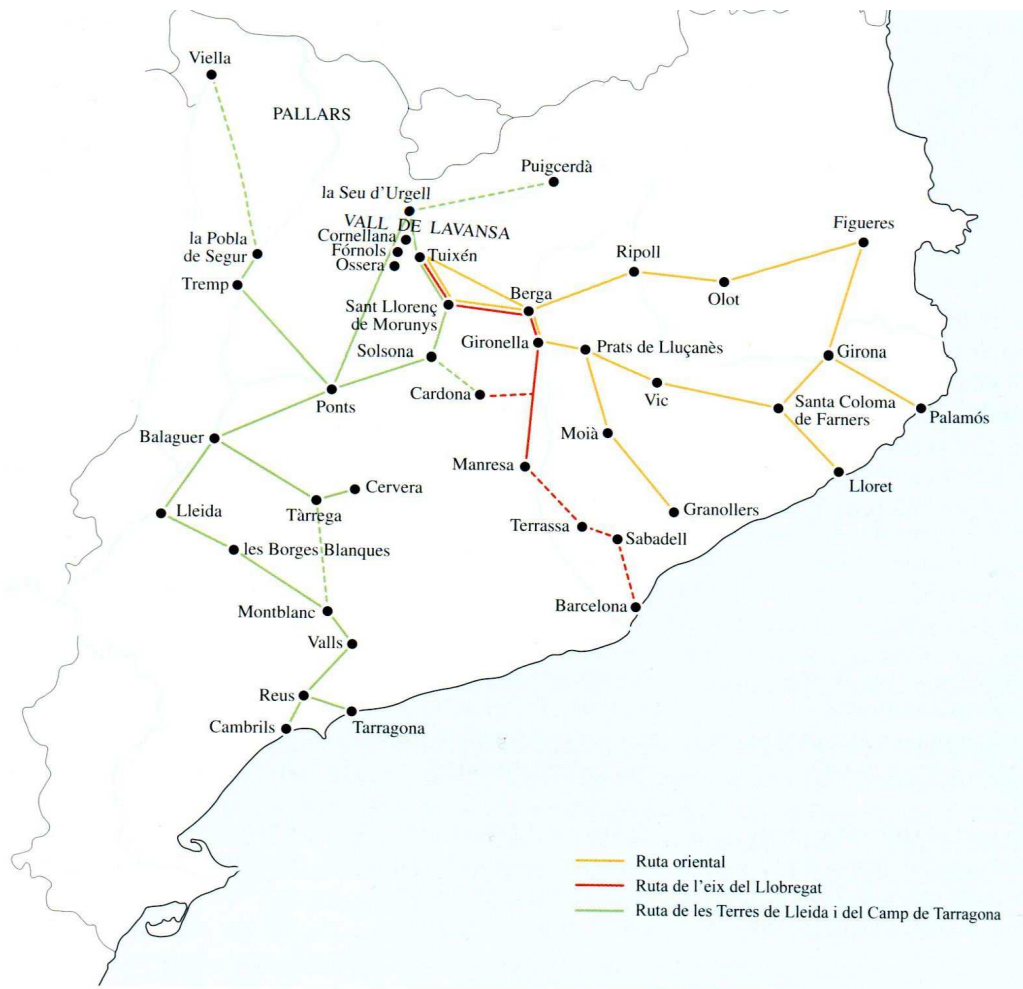 Viella
PALLARS
Puigcerdà
la Seu d'Urgell
VALL DE LAVANSA
Cornellana
Fórnols
Ossera
Tuixén
Figueres
la Pobla
de Segur
Ripoll
Tremp
Olot
Berga
Sant Llorenç
de Morunys
Gironella
Prats de Lluçanès
Girona
Solsona
Cardona
Vic
Ponts
Santa Coloma
de Farners
Palamós
Balaguer
Moià
Manresa
Lloret
Cervera
Lleida
Tàrrega
Granollers
Terrassa
Sabadell
les Borges Blanques
Montblanc
Barcelona
Valls
Reus
Cambrils
Tarragona
Ruta oriental
Ruta de l'eix del Llobregat
Ruta de les Terres de Lleida i del Camp de Tarragona